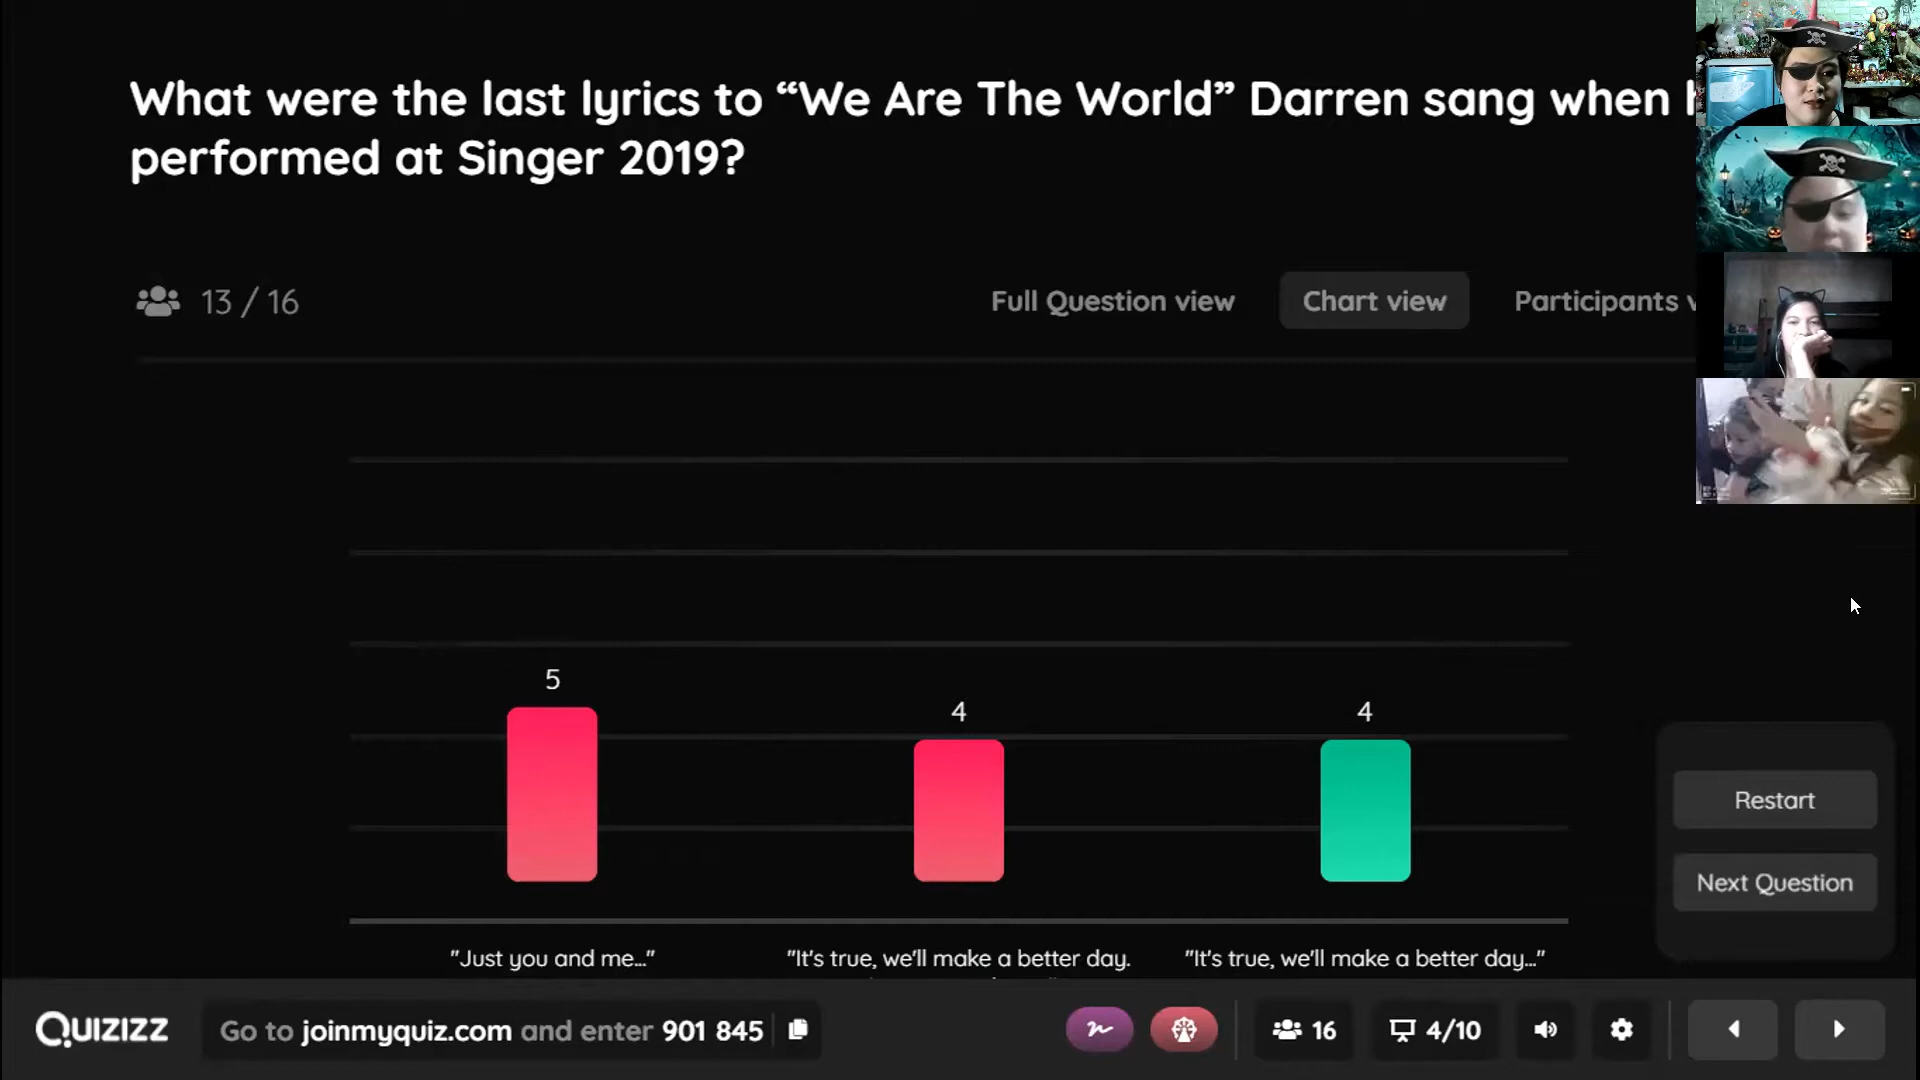 What were the last lyrics to “We Are The World” Darren sang when
performed at Singer 2019?
13 / 16
Full Question view
Chart view
Participants
5
4
4
"Just you and me..."
"It's true, we'll make a better day.
"It's true, we'll make a better day..."
Restart
Next Question
QUIZIZZ
Go to joinmyquiz.com and enter 901 845
16
4/10